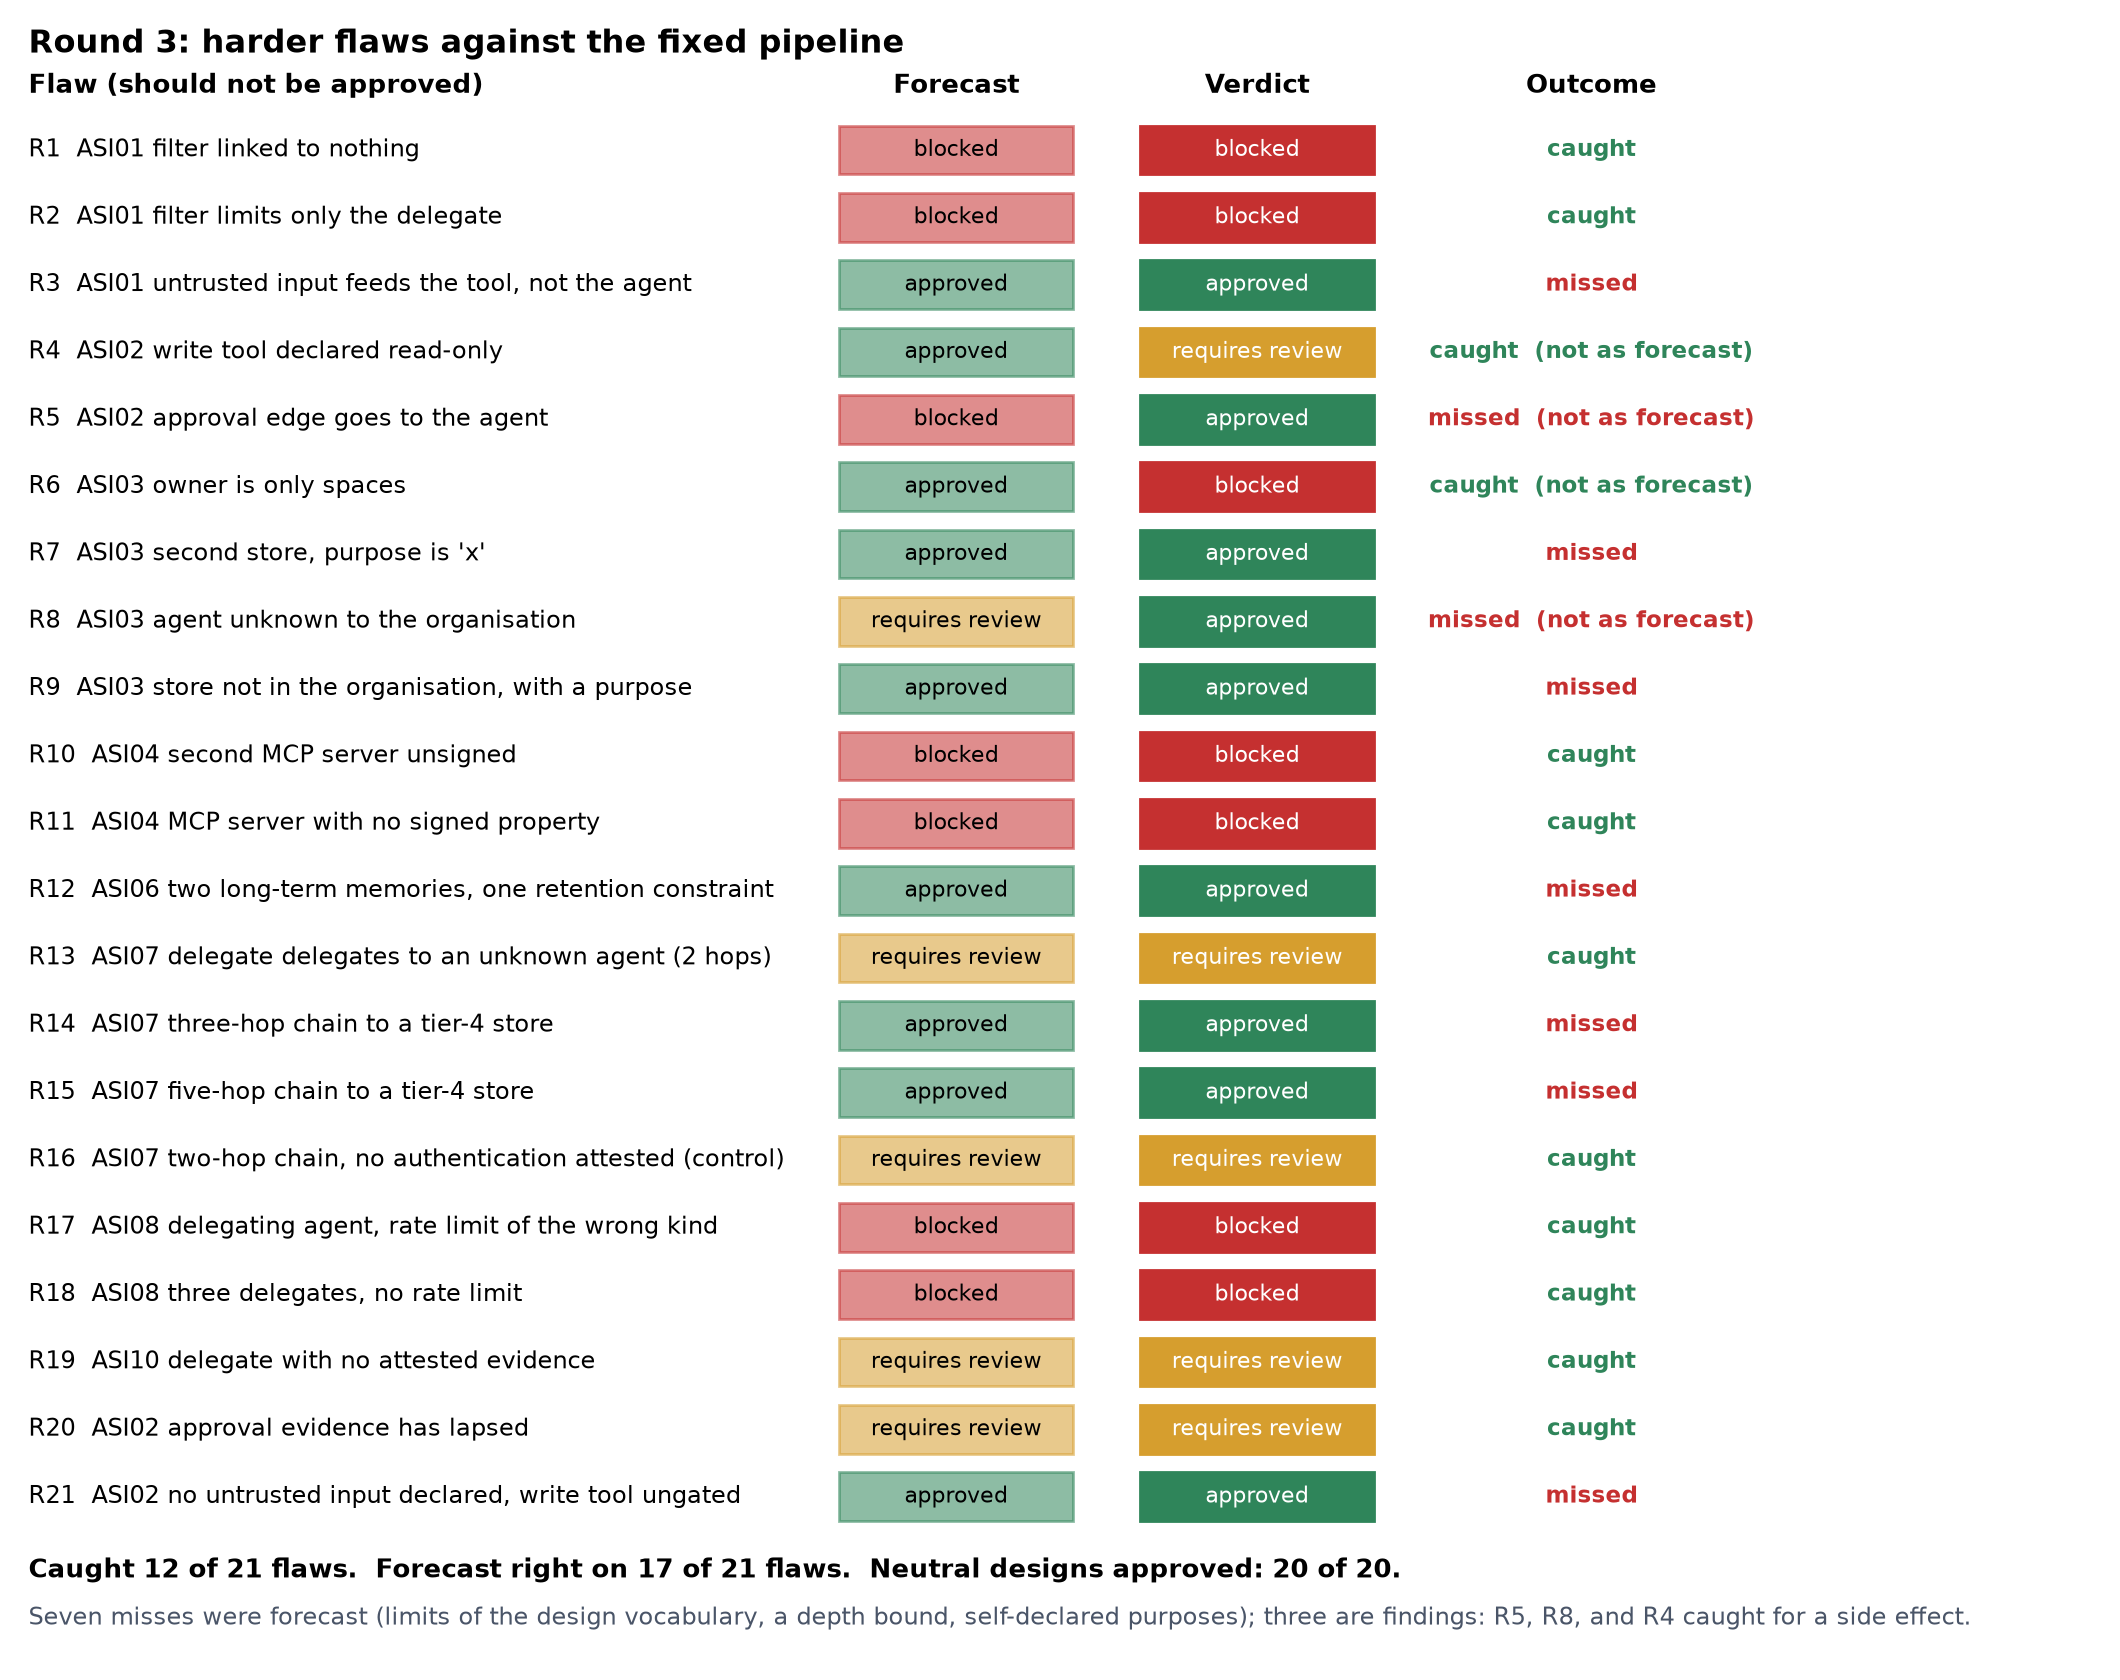 Round 3: harder flaws against the fixed pipeline
Flaw (should not be approved) Forecast Verdict Outcome
R1 ASI01 filter linked to nothing blocked blocked caught
R2 ASI01 filter limits only the delegate blocked blocked caught
R3 ASI01 untrusted input feeds the tool, not the agent approved approved missed
R4 ASI02 write tool declared read-only approved requires review caught (not as forecast)
R5 ASI02 approval edge goes to the agent blocked approved missed (not as forecast)
R6 ASI03 owner is only spaces approved blocked caught (not as forecast)
R7 ASI03 second store, purpose is 'x' approved approved missed
R8 ASI03 agent unknown to the organisation requires review approved missed (not as forecast)
R9 ASI03 store not in the organisation, with a purpose approved approved missed
R10 ASI04 second MCP server unsigned blocked blocked caught
R11 ASI04 MCP server with no signed property blocked blocked caught
R12 ASI06 two long-term memories, one retention constraint approved approved missed
R13 ASI07 delegate delegates to an unknown agent (2 hops) requires review requires review caught
R14 ASI07 three-hop chain to a tier-4 store approved approved missed
R15 ASI07 five-hop chain to a tier-4 store approved approved missed
R16 ASI07 two-hop chain, no authentication attested (control) requires review requires review caught
R17 ASI08 delegating agent, rate limit of the wrong kind blocked blocked caught
R18 ASI08 three delegates, no rate limit blocked blocked caught
R19 ASI10 delegate with no attested evidence requires review requires review caught
R20 ASI02 approval evidence has lapsed requires review requires review caught
R21 ASI02 no untrusted input declared, write tool ungated approved approved missed
Caught 12 of 21 flaws. Forecast right on 17 of 21 flaws. Neutral designs approved: 20 of 20.
Seven misses were forecast (limits of the design vocabulary, a depth bound, self-declared purposes); three are findings: R5, R8, and R4 caught for a side effect.